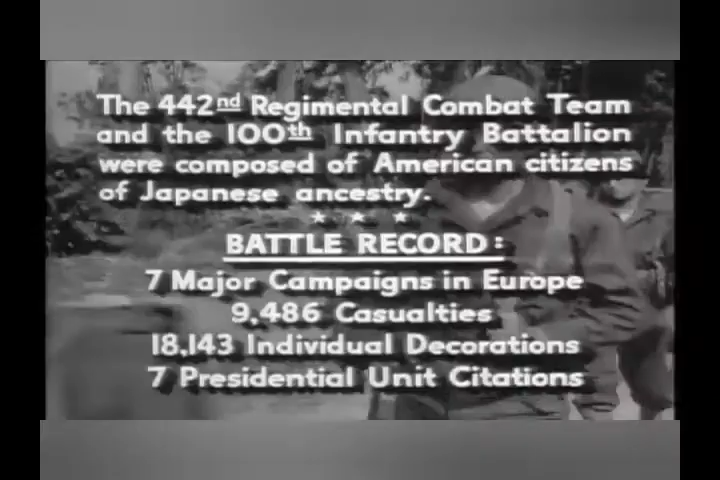 The 442nd Regimental Combat Team
and the 100th Infantry Battalion
were composed of American citizens
of Japanese ancestry.
★ ★ ★
BATTLE RECORD:
7 Major Campaigns in Europe
9,486 Casualties
18,143 Individual Decorations
7 Presidential Unit Citations